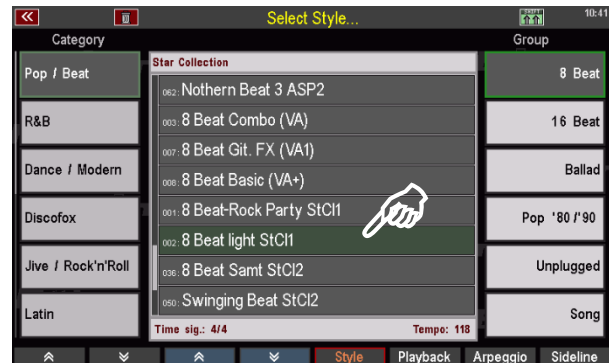 Select Style...
10:41
Category
Group
Pop / Beat
R&B
Dance / Modern
Discofox
Jive / Rock'n'Roll
Latin
Star Collection
062: Nothern Beat 3 ASP2
003: 8 Beat Combo (VA)
007: 8 Beat Git. FX (VA1)
008: 8 Beat Basic (VA+)
001: 8 Beat-Rock Party StCl1
002: 8 Beat light StCl1
036: 8 Beat Samt StCl2
050: Swinging Beat StCl2
Time sig.: 4/4 Tempo: 118
8 Beat
16 Beat
Ballad
Pop '80 /'90
Unplugged
Song
Style Playback Arpeggio Sideline